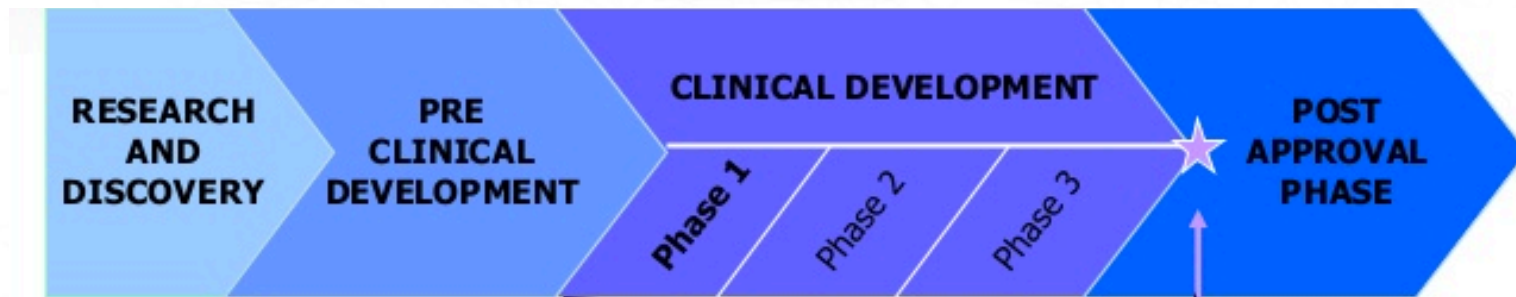 RESEARCH
AND
DISCOVERY
PRE
CLINICAL
DEVELOPMENT
CLINICAL DEVELOPMENT
Phase 1
Phase 2
Phase 3
POST
APPROVAL
PHASE